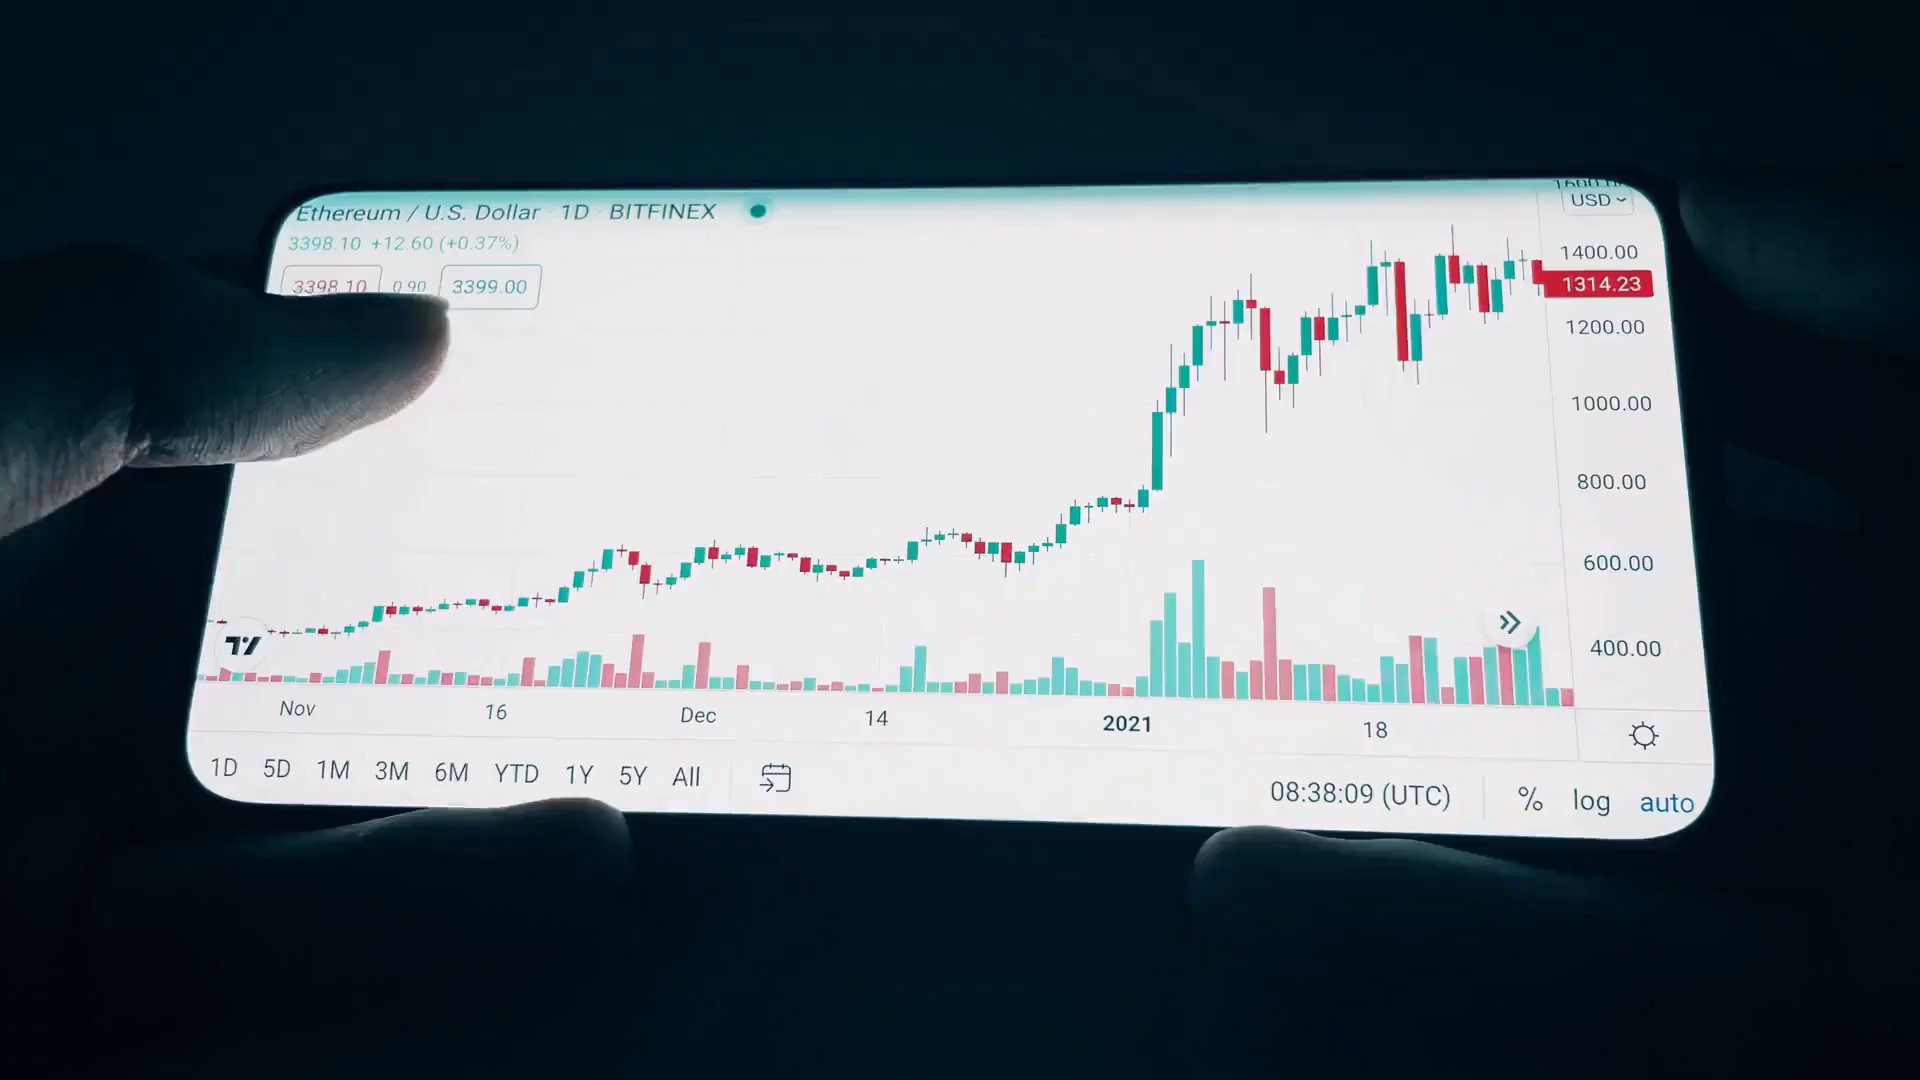 Ethereum / U.S. Dollar · 1D · BITFINEX
3398.10 +12.60 (+0.37%)
3398.10 0.90 3399.00
USD
1400.00
1314.23
1200.00
1000.00
800.00
600.00
400.00
Nov 16 Dec 14 2021 18
1D 5D 1M 3M 6M YTD 1Y 5Y All
08:38:09 (UTC) % log auto